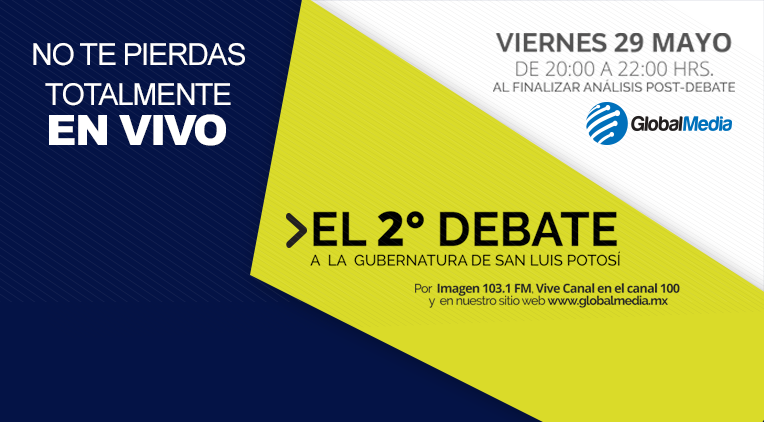 NO TE PIERDAS
TOTALMENTE
EN VIVO
VIERNES 29 MAYO
DE 20:00 A 22:00 HRS.
AL FINALIZAR ANÁLISIS POST-DEBATE
GlobalMedia
>EL 2° DEBATE
A LA GUBERNATURA DE SAN LUIS POTOSÍ
Por Imagen 103.1 FM, Vive Canal en el canal 100
y en nuestro sitio web www.globalmedia.mx